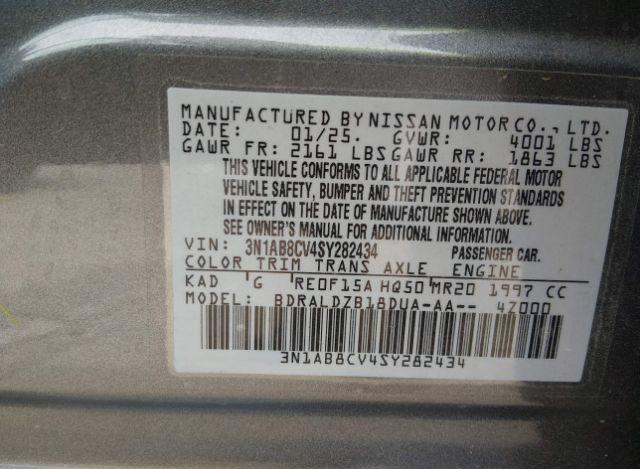 MANUFACTURED BY NISSAN MOTOR CO., LTD.
DATE: 01/25. GVWR: 4001 LBS
GAWR FR: 2161 LBS GAWR RR: 1863 LBS
THIS VEHICLE CONFORMS TO ALL APPLICABLE FEDERAL MOTOR
VEHICLE SAFETY, BUMPER AND THEFT PREVENTION STANDARDS
IN EFFECT ON THE DATE OF MANUFACTURE SHOWN ABOVE.
SEE OWNER'S MANUAL FOR ADDITIONAL INFORMATION.
VIN: 3N1AB8CV4SY282434 PASSENGER CAR.
COLOR TRIM TRANS AXLE ENGINE
KAD G RE0F15A HQ50 MR20 1997 CC
MODEL: BDRALDZB18DUA-AA-- 4Z000
3N1AB8CV4SY282434